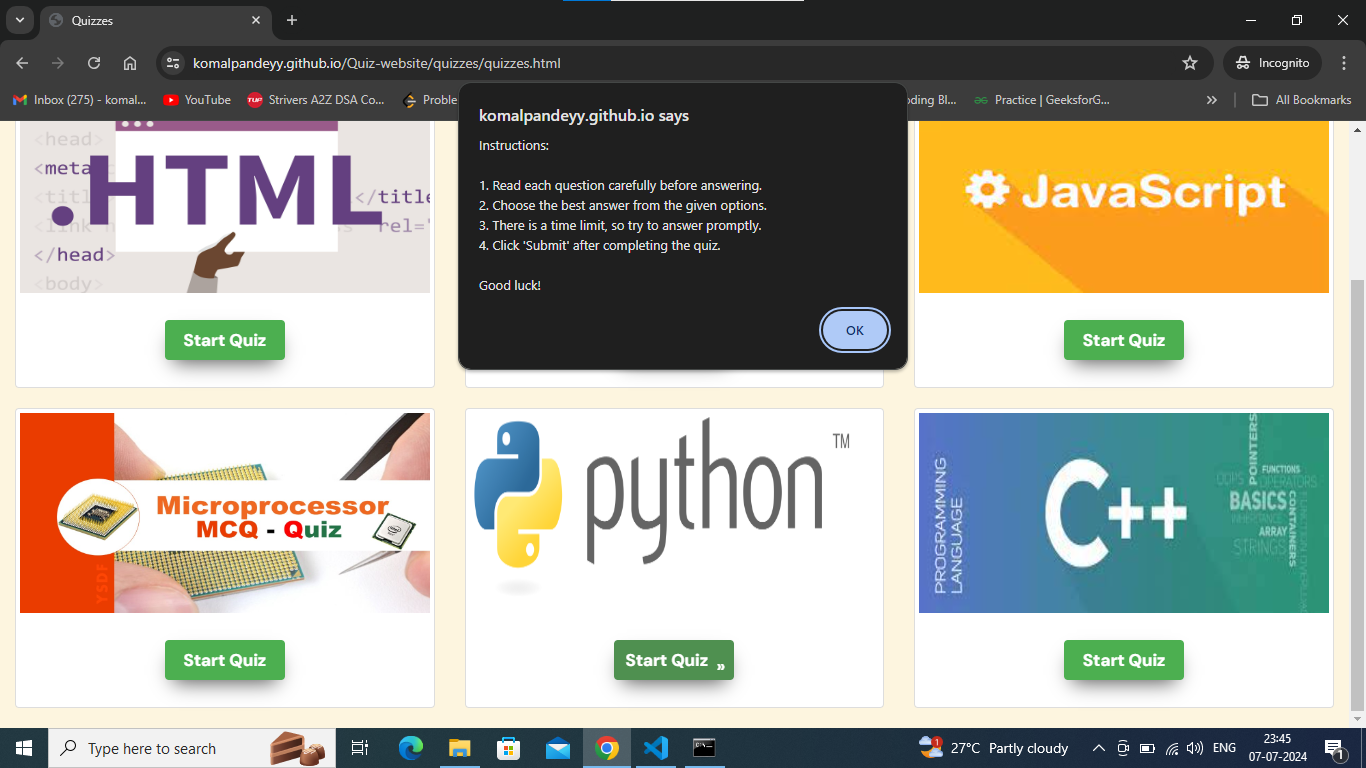 Quizzes
komalpandeyy.github.io/Quiz-website/quizzes/quizzes.html
Incognito
Inbox (275) - komal...
YouTube
Strivers A2Z DSA Co...
Proble
oding Bl...
Practice | GeeksforG...
All Bookmarks
komalpandeyy.github.io says
Instructions:
1. Read each question carefully before answering.
2. Choose the best answer from the given options.
3. There is a time limit, so try to answer promptly.
4. Click 'Submit' after completing the quiz.
Good luck!
OK
<head>
<meta
<titl
</title
<link
rel="
</head>
<body>
.HTML
JavaScript
Start Quiz
Start Quiz
Microprocessor
MCQ - Quiz
YSDF
python
TM
PROGRAMMING
LANGUAGE
C++
POINTERS
FUNCTIONS
OOPS
OPERATORS
BASICS
CONTAINERS
INHERITANCE
ARRAY
STRINGS
Start Quiz
Start Quiz »
Start Quiz
Type here to search
1
27°C Partly cloudy
ENG
23:45
07-07-2024
1